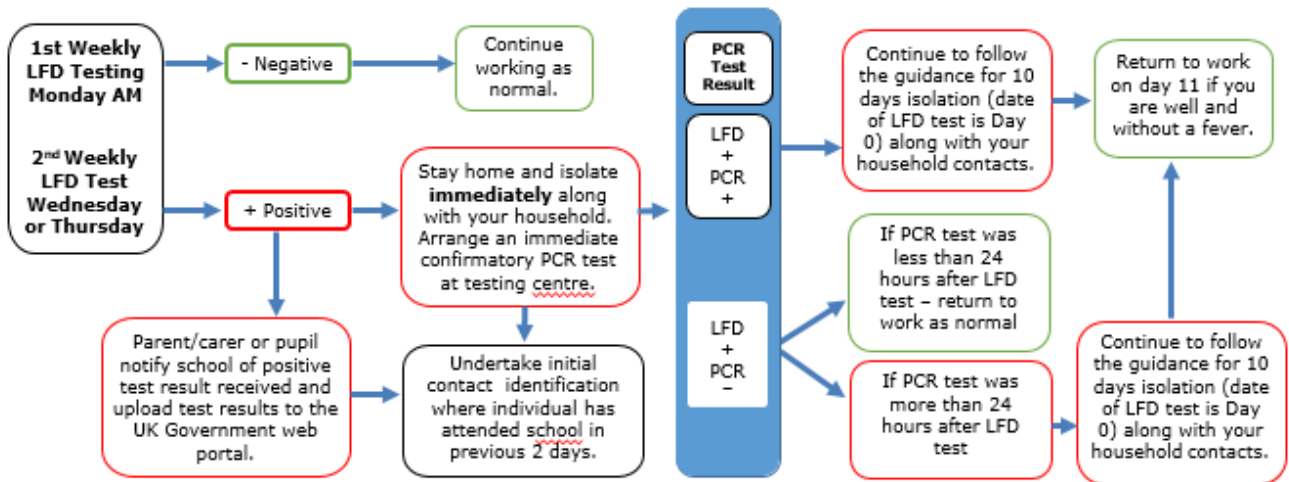 1st Weekly
LFD Testing
Monday AM
2nd Weekly
LFD Test
Wednesday
or Thursday
- Negative
Continue
working as
normal.
+ Positive
Stay home and isolate
immediately along
with your household.
Arrange an immediate
confirmatory PCR test
at testing centre.
Parent/carer or pupil
notify school of positive
test result received and
upload test results to the
UK Government web
portal.
Undertake initial
contact identification
where individual has
attended school in
previous 2 days.
PCR
Test
Result
LFD
+
PCR
+
Continue to follow
the guidance for 10
days isolation (date
of LFD test is Day
0) along with your
household contacts.
Return to work
on day 11 if you
are well and
without a fever.
LFD
+
PCR
–
If PCR test was
less than 24
hours after LFD
test – return to
work as normal
If PCR test was
more than 24
hours after LFD
test
Continue to follow
the guidance for 10
days isolation (date
of LFD test is Day
0) along with your
household contacts.